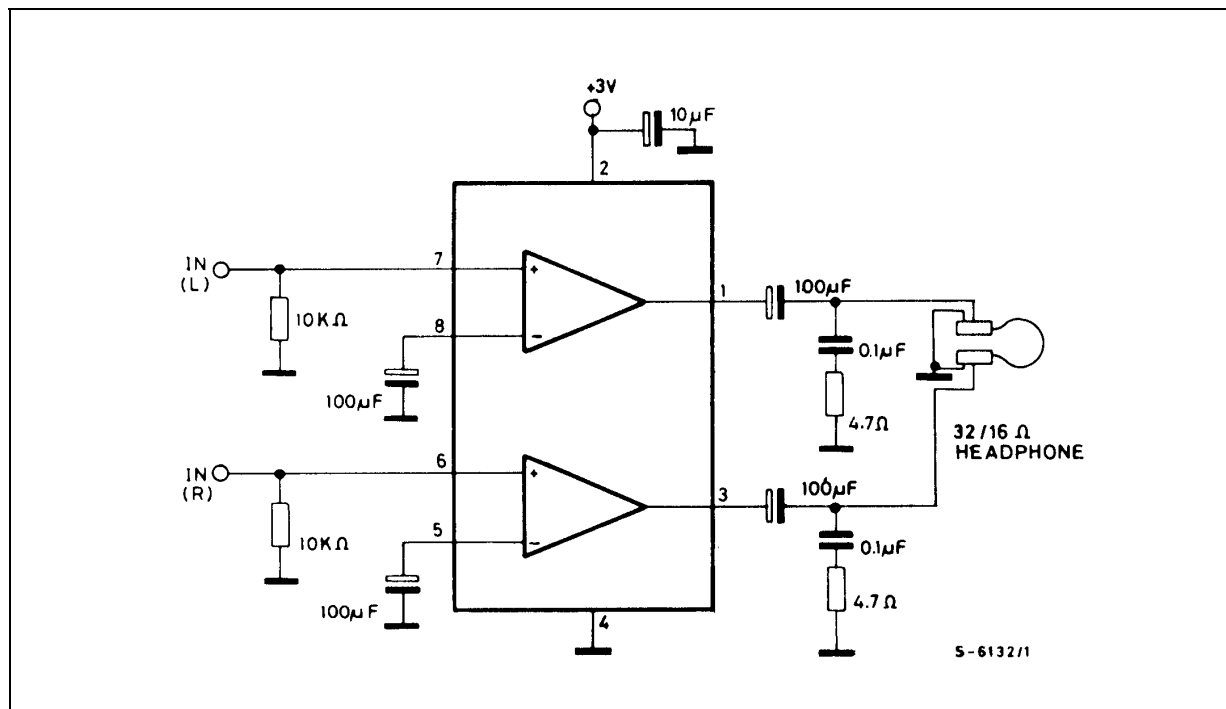 +3V
10µF
2
IN
(L)
7
10KΩ
8
100µF
1
100µF
0.1µF
4.7Ω
32/16 Ω
HEADPHONE
IN
(R)
6
10KΩ
5
100µF
3
100µF
0.1µF
4.7Ω
4
S-6132/1
+
−
+
−